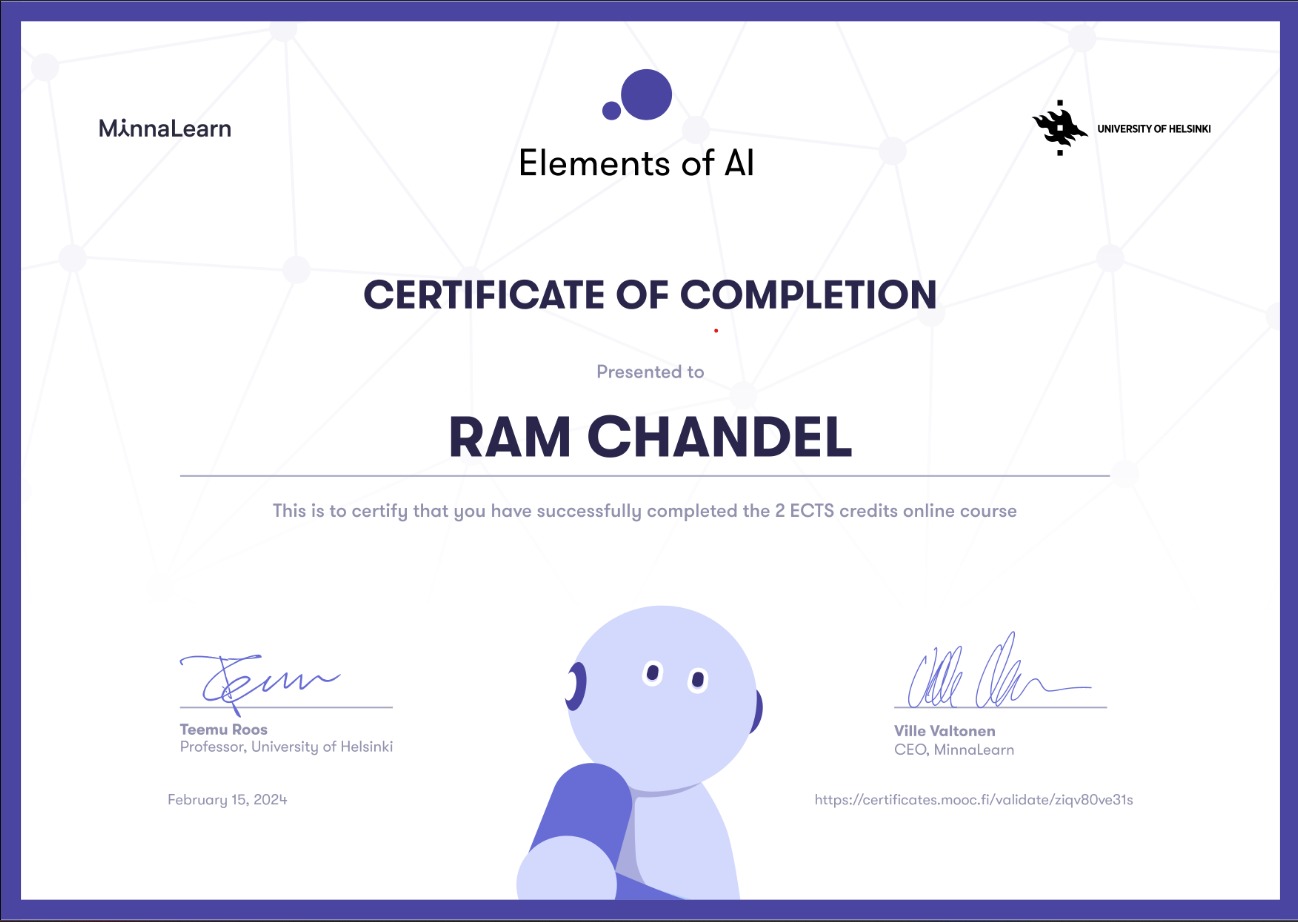 MinnaLearn
Elements of AI
UNIVERSITY OF HELSINKI
CERTIFICATE OF COMPLETION
Presented to
RAM CHANDEL
This is to certify that you have successfully completed the 2 ECTS credits online course
Teemu Roos
Professor, University of Helsinki
Ville Valtonen
CEO, MinnaLearn
February 15, 2024
https://certificates.mooc.fi/validate/ziqv80ve31s